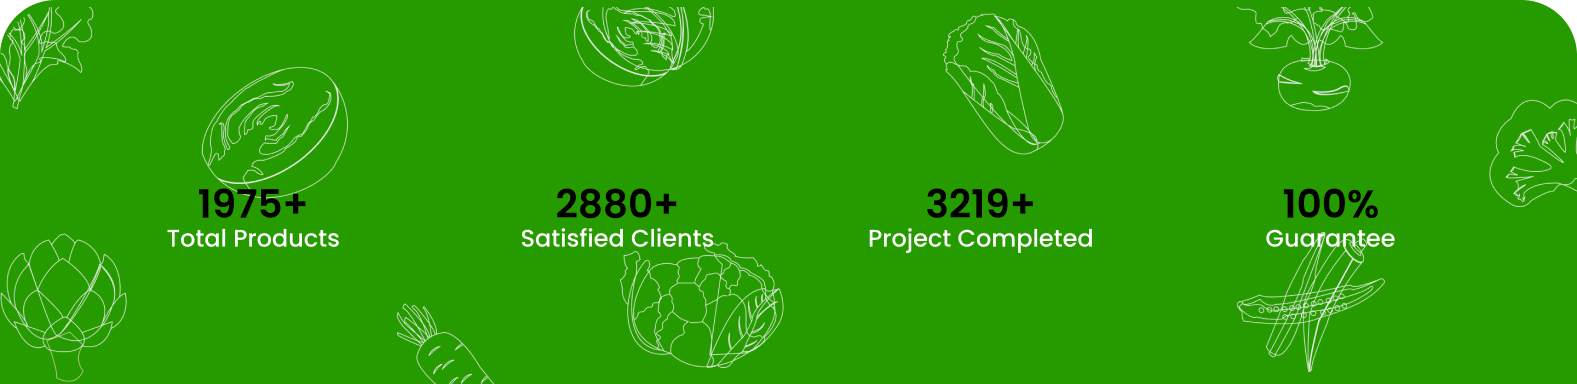 1975+
Total Products
2880+
Satisfied Clients
3219+
Project Completed
100%
Guarantee